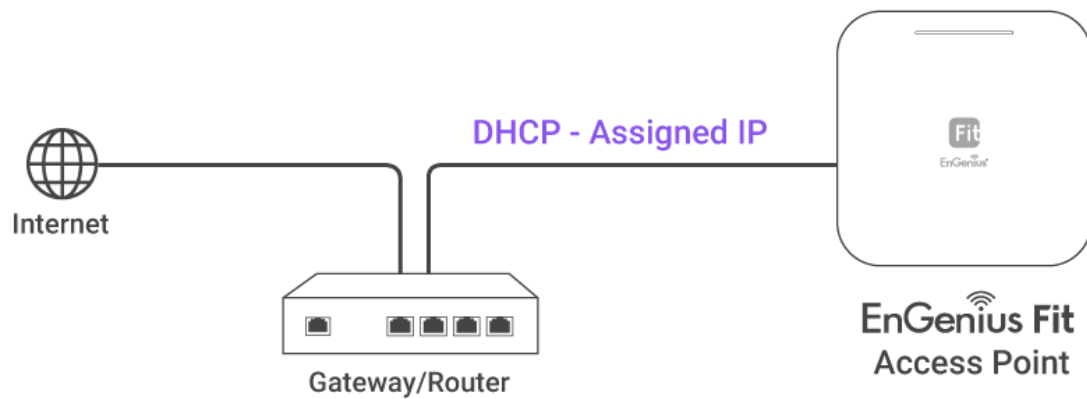 DHCP - Assigned IP
Internet
Gateway/Router
Fit
EnGenius
EnGenius Fit
Access Point